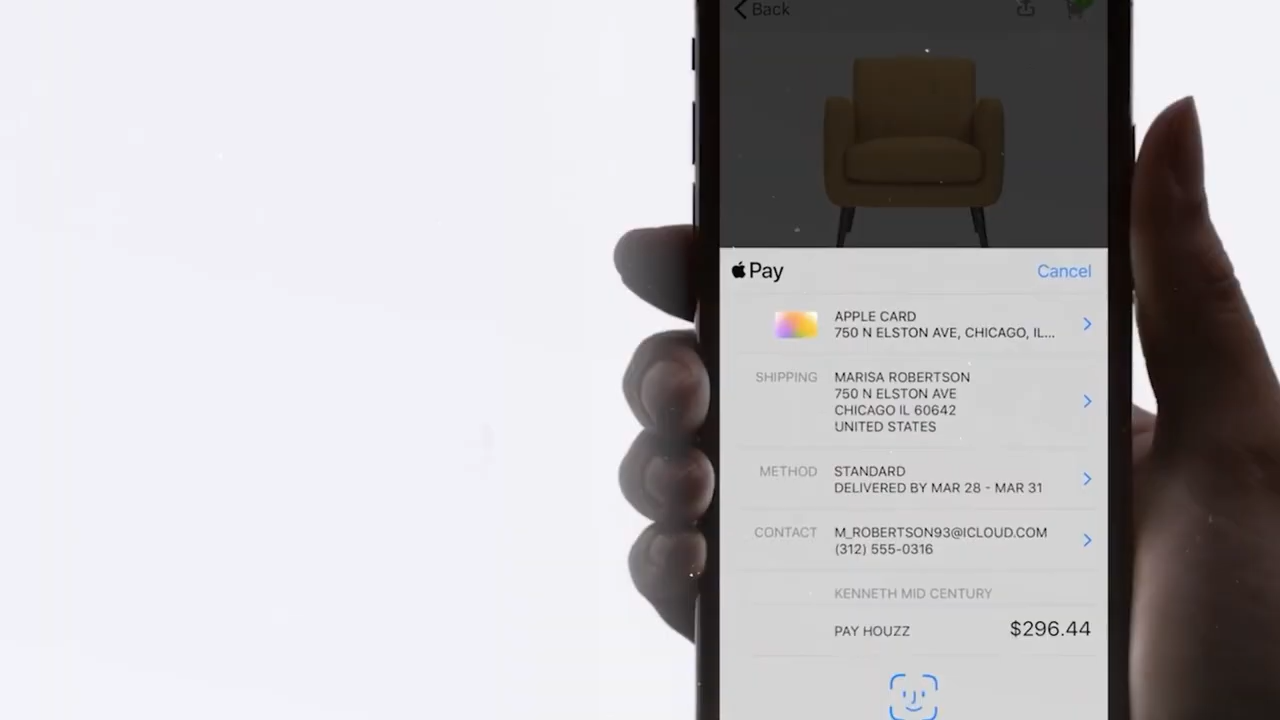 Back
Pay
Cancel
APPLE CARD
750 N ELSTON AVE, CHICAGO, IL...
SHIPPING
MARISA ROBERTSON
750 N ELSTON AVE
CHICAGO IL 60642
UNITED STATES
METHOD
STANDARD
DELIVERED BY MAR 28 - MAR 31
CONTACT
M_ROBERTSON93@ICLOUD.COM
(312) 555-0316
KENNETH MID CENTURY
PAY HOUZZ
$296.44